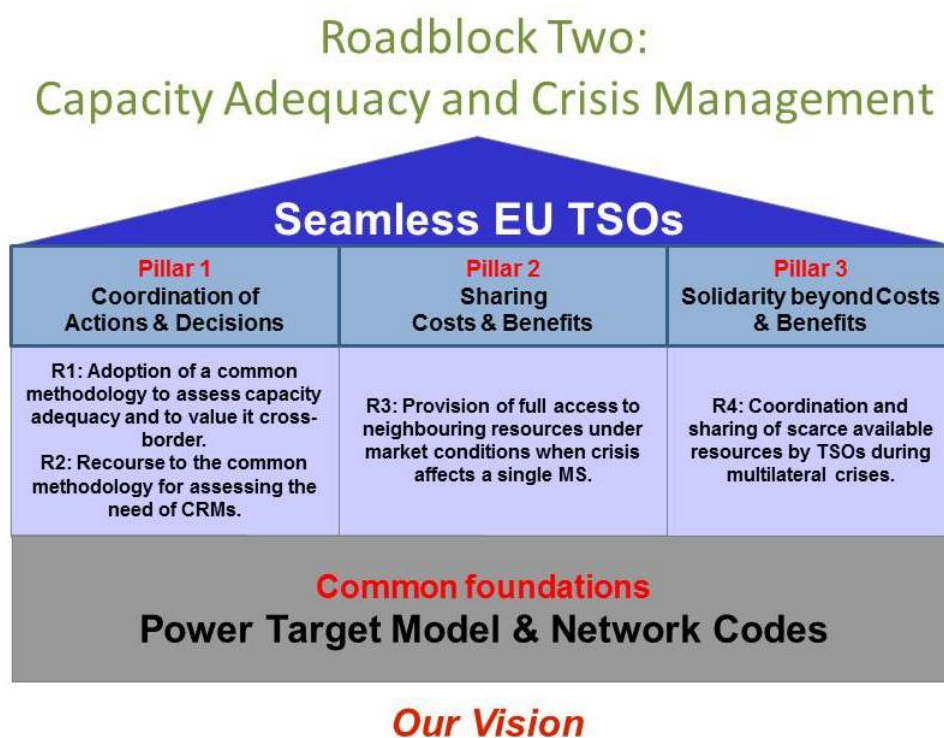 Roadblock Two:
Capacity Adequacy and Crisis Management
Seamless EU TSOs
Pillar 1
Coordination of
Actions & Decisions
Pillar 2
Sharing
Costs & Benefits
Pillar 3
Solidarity beyond Costs
& Benefits
R1: Adoption of a common
methodology to assess capacity
adequacy and to value it cross-
border.
R2: Recourse to the common
methodology for assessing the
need of CRMs.
R3: Provision of full access to
neighbouring resources under
market conditions when crisis
affects a single MS.
R4: Coordination and
sharing of scarce available
resources by TSOs during
multilateral crises.
Common foundations
Power Target Model & Network Codes
Our Vision